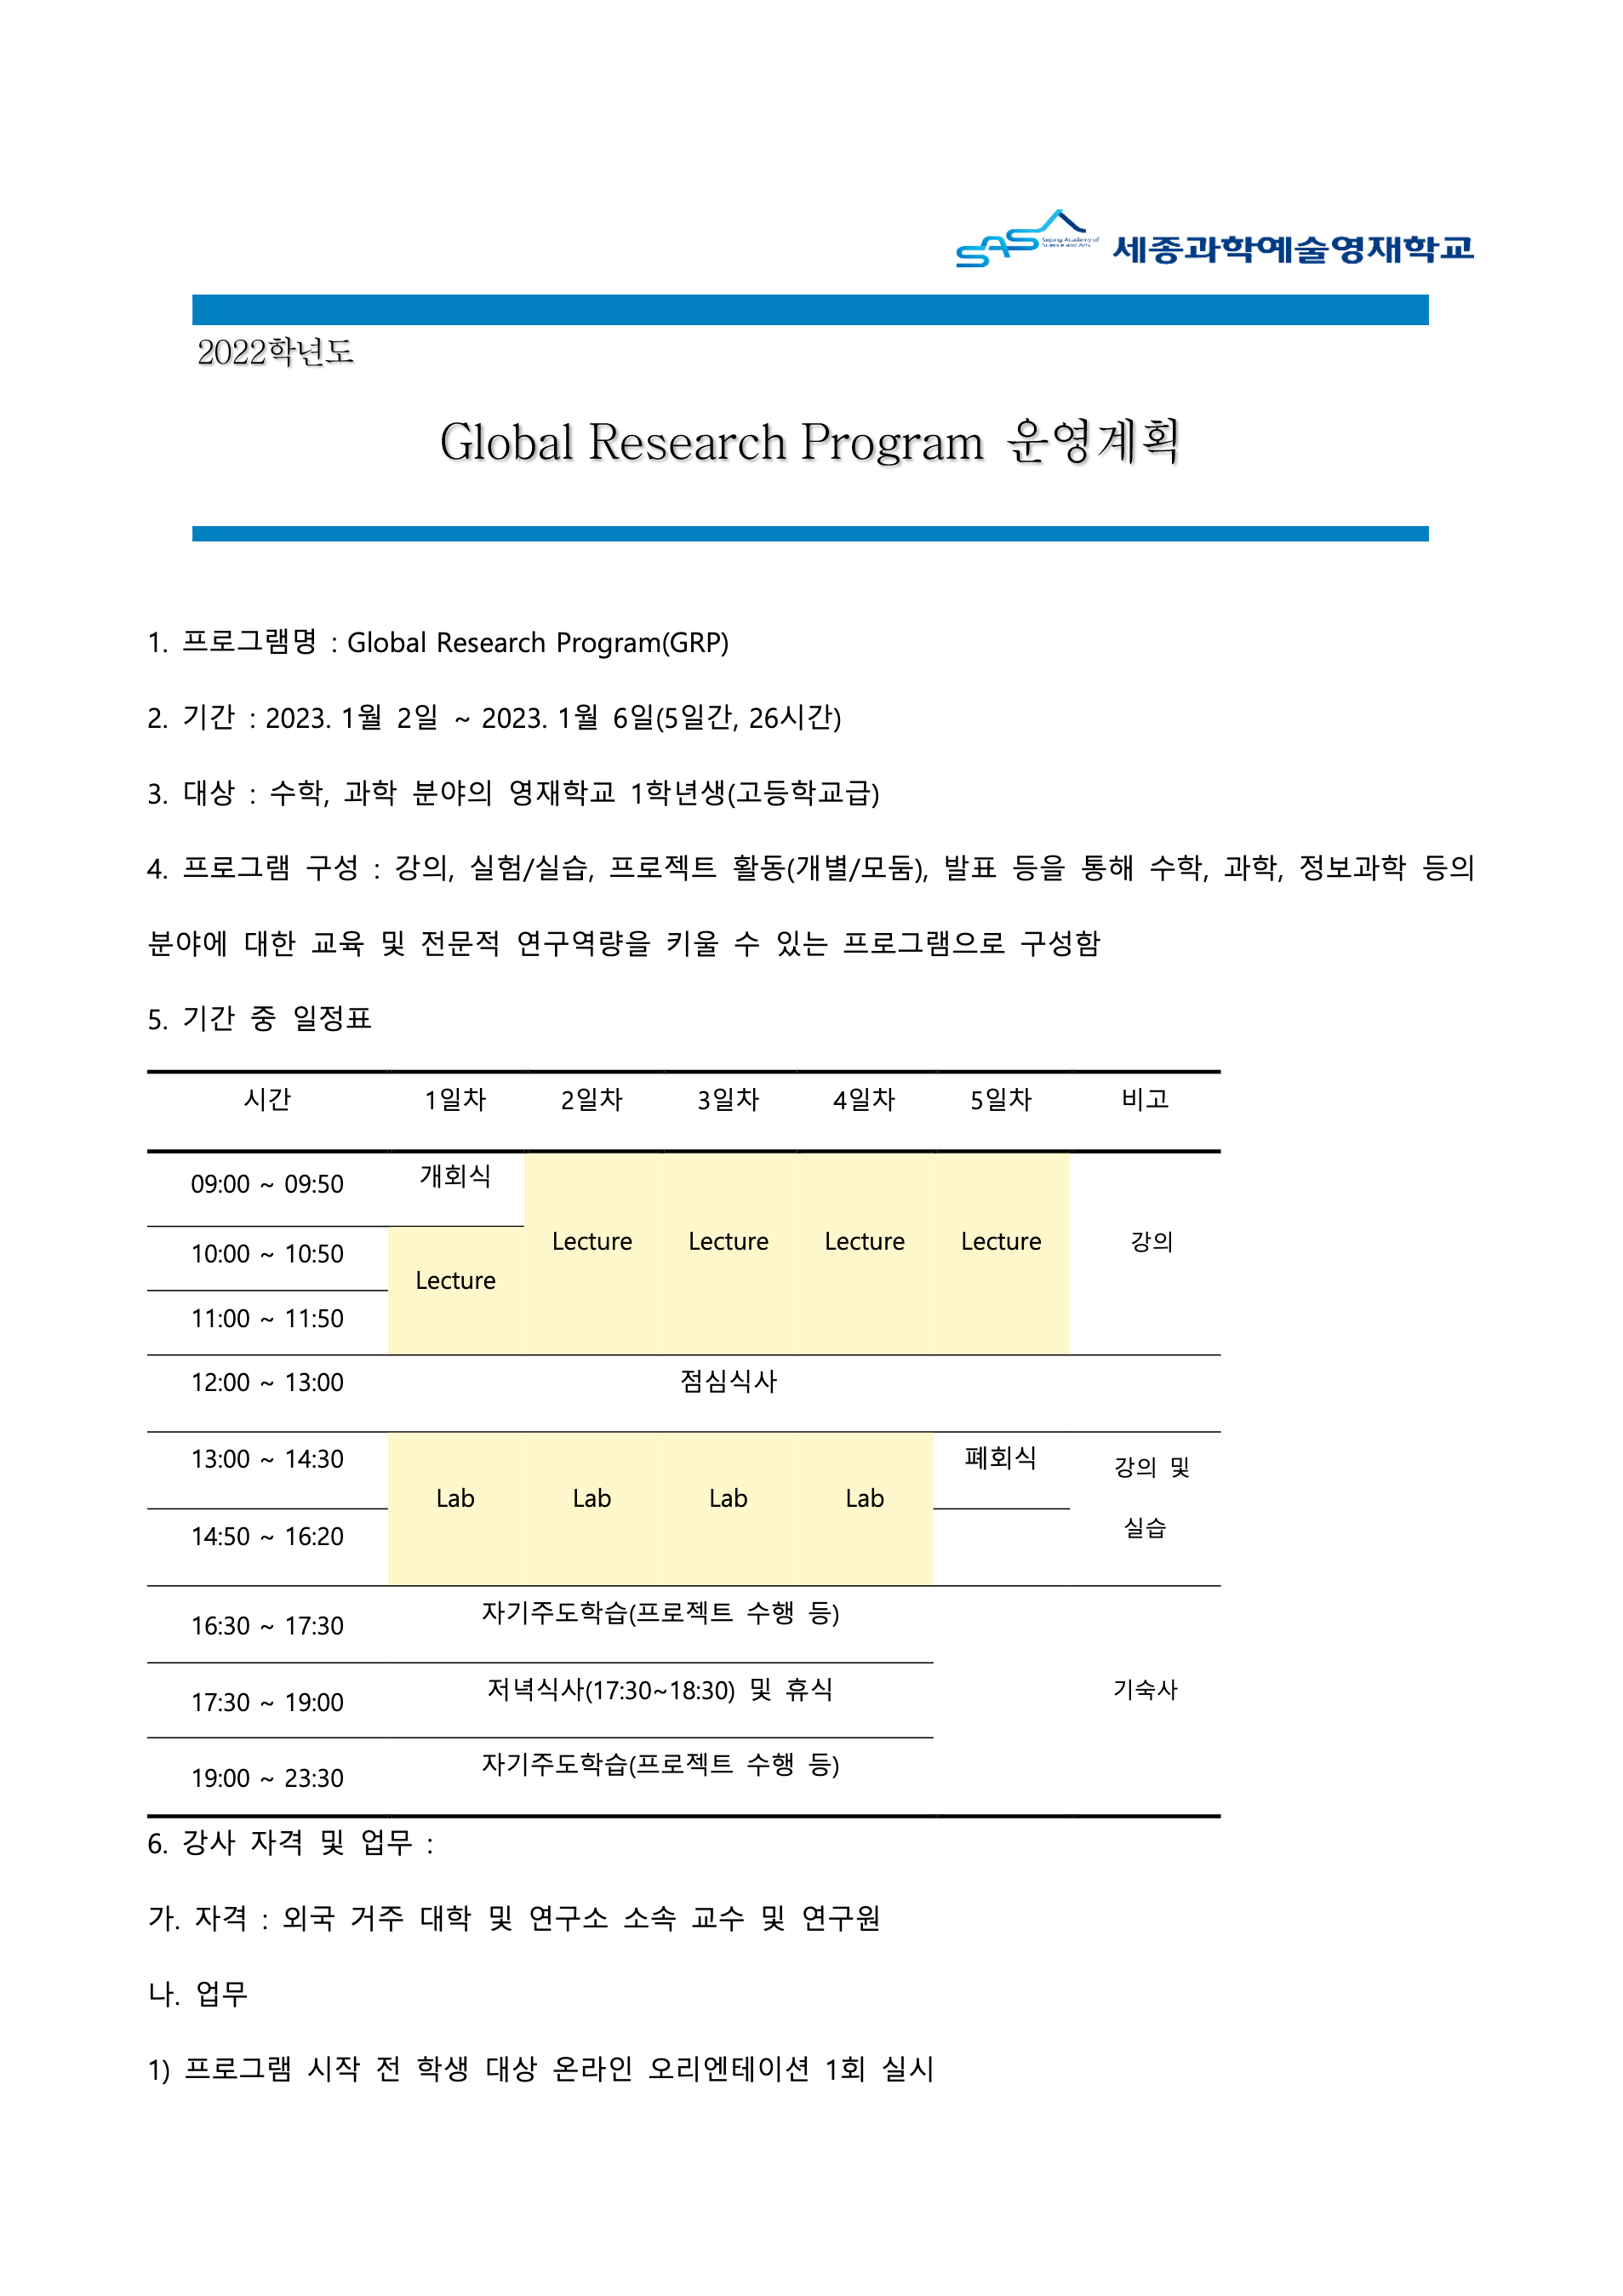 SAS Sejong Academy of
Science and Arts
세종과학예술영재학교
2022학년도
Global Research Program 운영계획
1. 프로그램명 : Global Research Program(GRP)
2. 기간 : 2023. 1월 2일 ~ 2023. 1월 6일(5일간, 26시간)
3. 대상 : 수학, 과학 분야의 영재학교 1학년생(고등학교급)
4. 프로그램 구성 : 강의, 실험/실습, 프로젝트 활동(개별/모둠), 발표 등을 통해 수학, 과학, 정보과학 등의
분야에 대한 교육 및 전문적 연구역량을 키울 수 있는 프로그램으로 구성함
5. 기간 중 일정표
시간 1일차 2일차 3일차 4일차 5일차 비고
09:00 ~ 09:50 개회식
Lecture Lecture Lecture Lecture 강의
10:00 ~ 10:50
Lecture
11:00 ~ 11:50
12:00 ~ 13:00 점심식사
13:00 ~ 14:30 폐회식 강의 및
Lab Lab Lab Lab
14:50 ~ 16:20 실습
16:30 ~ 17:30 자기주도학습(프로젝트 수행 등)
17:30 ~ 19:00 저녁식사(17:30~18:30) 및 휴식 기숙사
19:00 ~ 23:30 자기주도학습(프로젝트 수행 등)
6. 강사 자격 및 업무 :
가. 자격 : 외국 거주 대학 및 연구소 소속 교수 및 연구원
나. 업무
1) 프로그램 시작 전 학생 대상 온라인 오리엔테이션 1회 실시